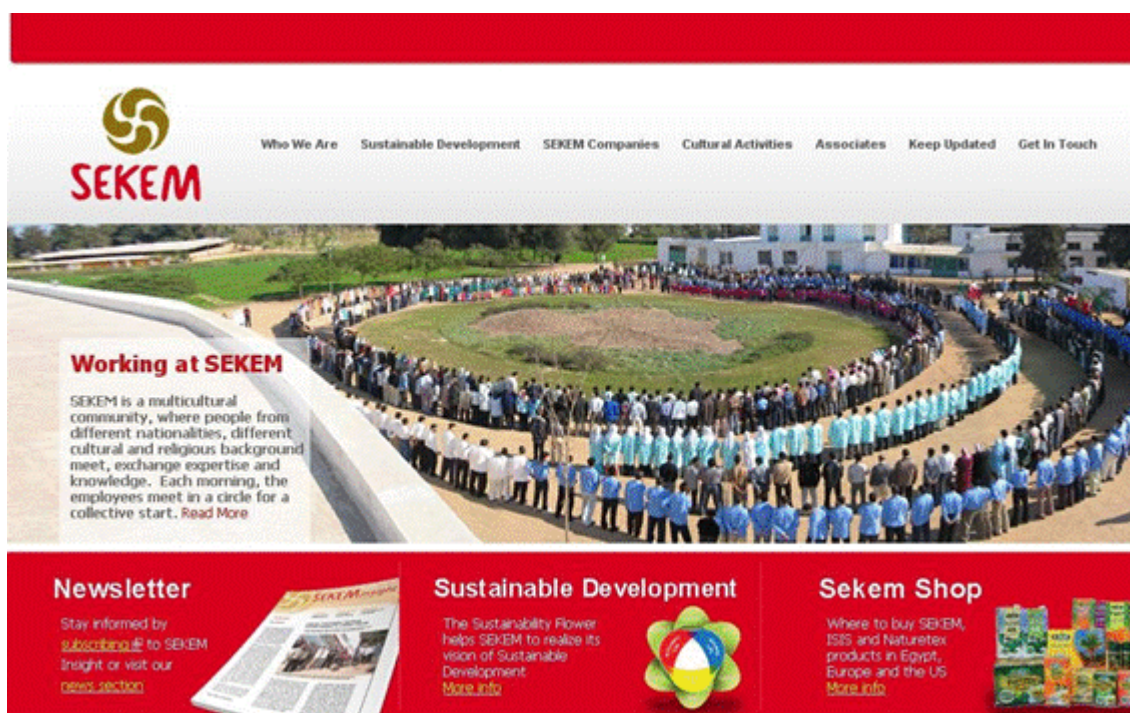 SEKEM
Who We Are
Sustainable Development
SEKEM Companies
Cultural Activities
Associates
Keep Updated
Get In Touch
Working at SEKEM
SEKEM is a multicultural
community, where people from
different nationalities, different
cultural and religious background
meet, exchange expertise and
knowledge. Each morning, the
employees meet in a circle for a
collective start. Read More
Newsletter
Stay informed by
subscribing to SEKEM
Insight or visit our
news section
SEKEM insight
Sustainable Development
The Sustainability Flower
helps SEKEM to realize its
vision of Sustainable
Development
More info
Sekem Shop
Where to buy SEKEM,
ISIS and Naturetex
products in Egypt,
Europe and the US
More info